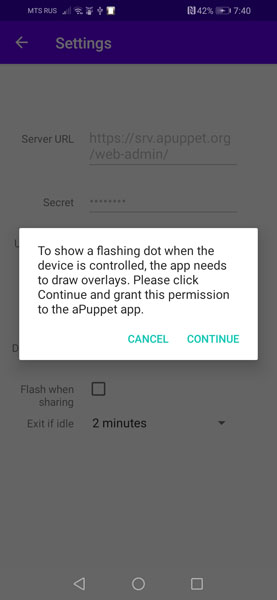 MTS RUS 42% 7:40
Settings
Server URL https://srv.apuppet.org
/web-admin/
Secret ••••••••
U
To show a flashing dot when the
device is controlled, the app needs
to draw overlays. Please click
Continue and grant this permission
to the aPuppet app.
CANCEL CONTINUE
D
Flash when
sharing
Exit if idle 2 minutes